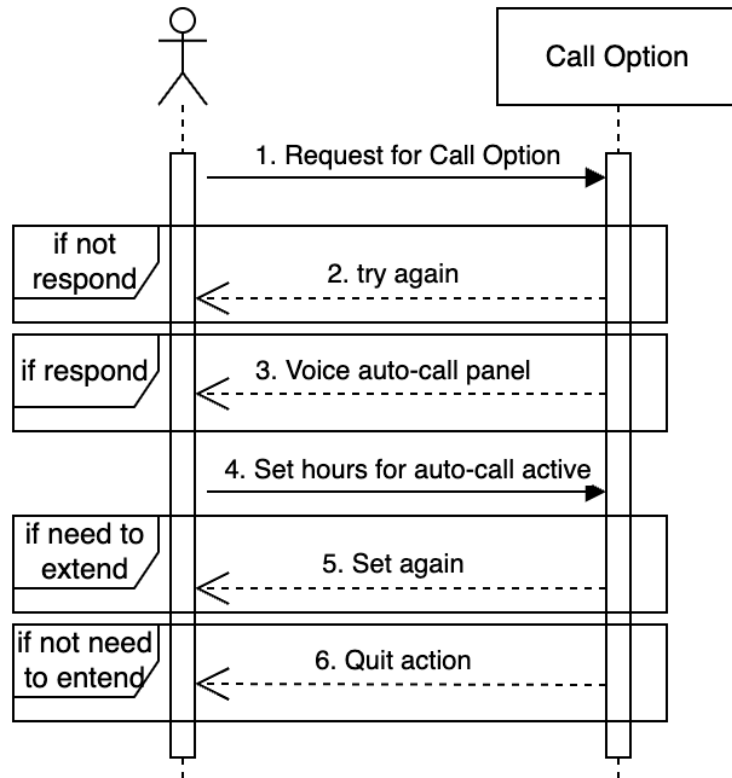 Call Option
1. Request for Call Option
if not
respond
2. try again
if respond
3. Voice auto-call panel
4. Set hours for auto-call active
if need to
extend
5. Set again
if not need
to entend
6. Quit action